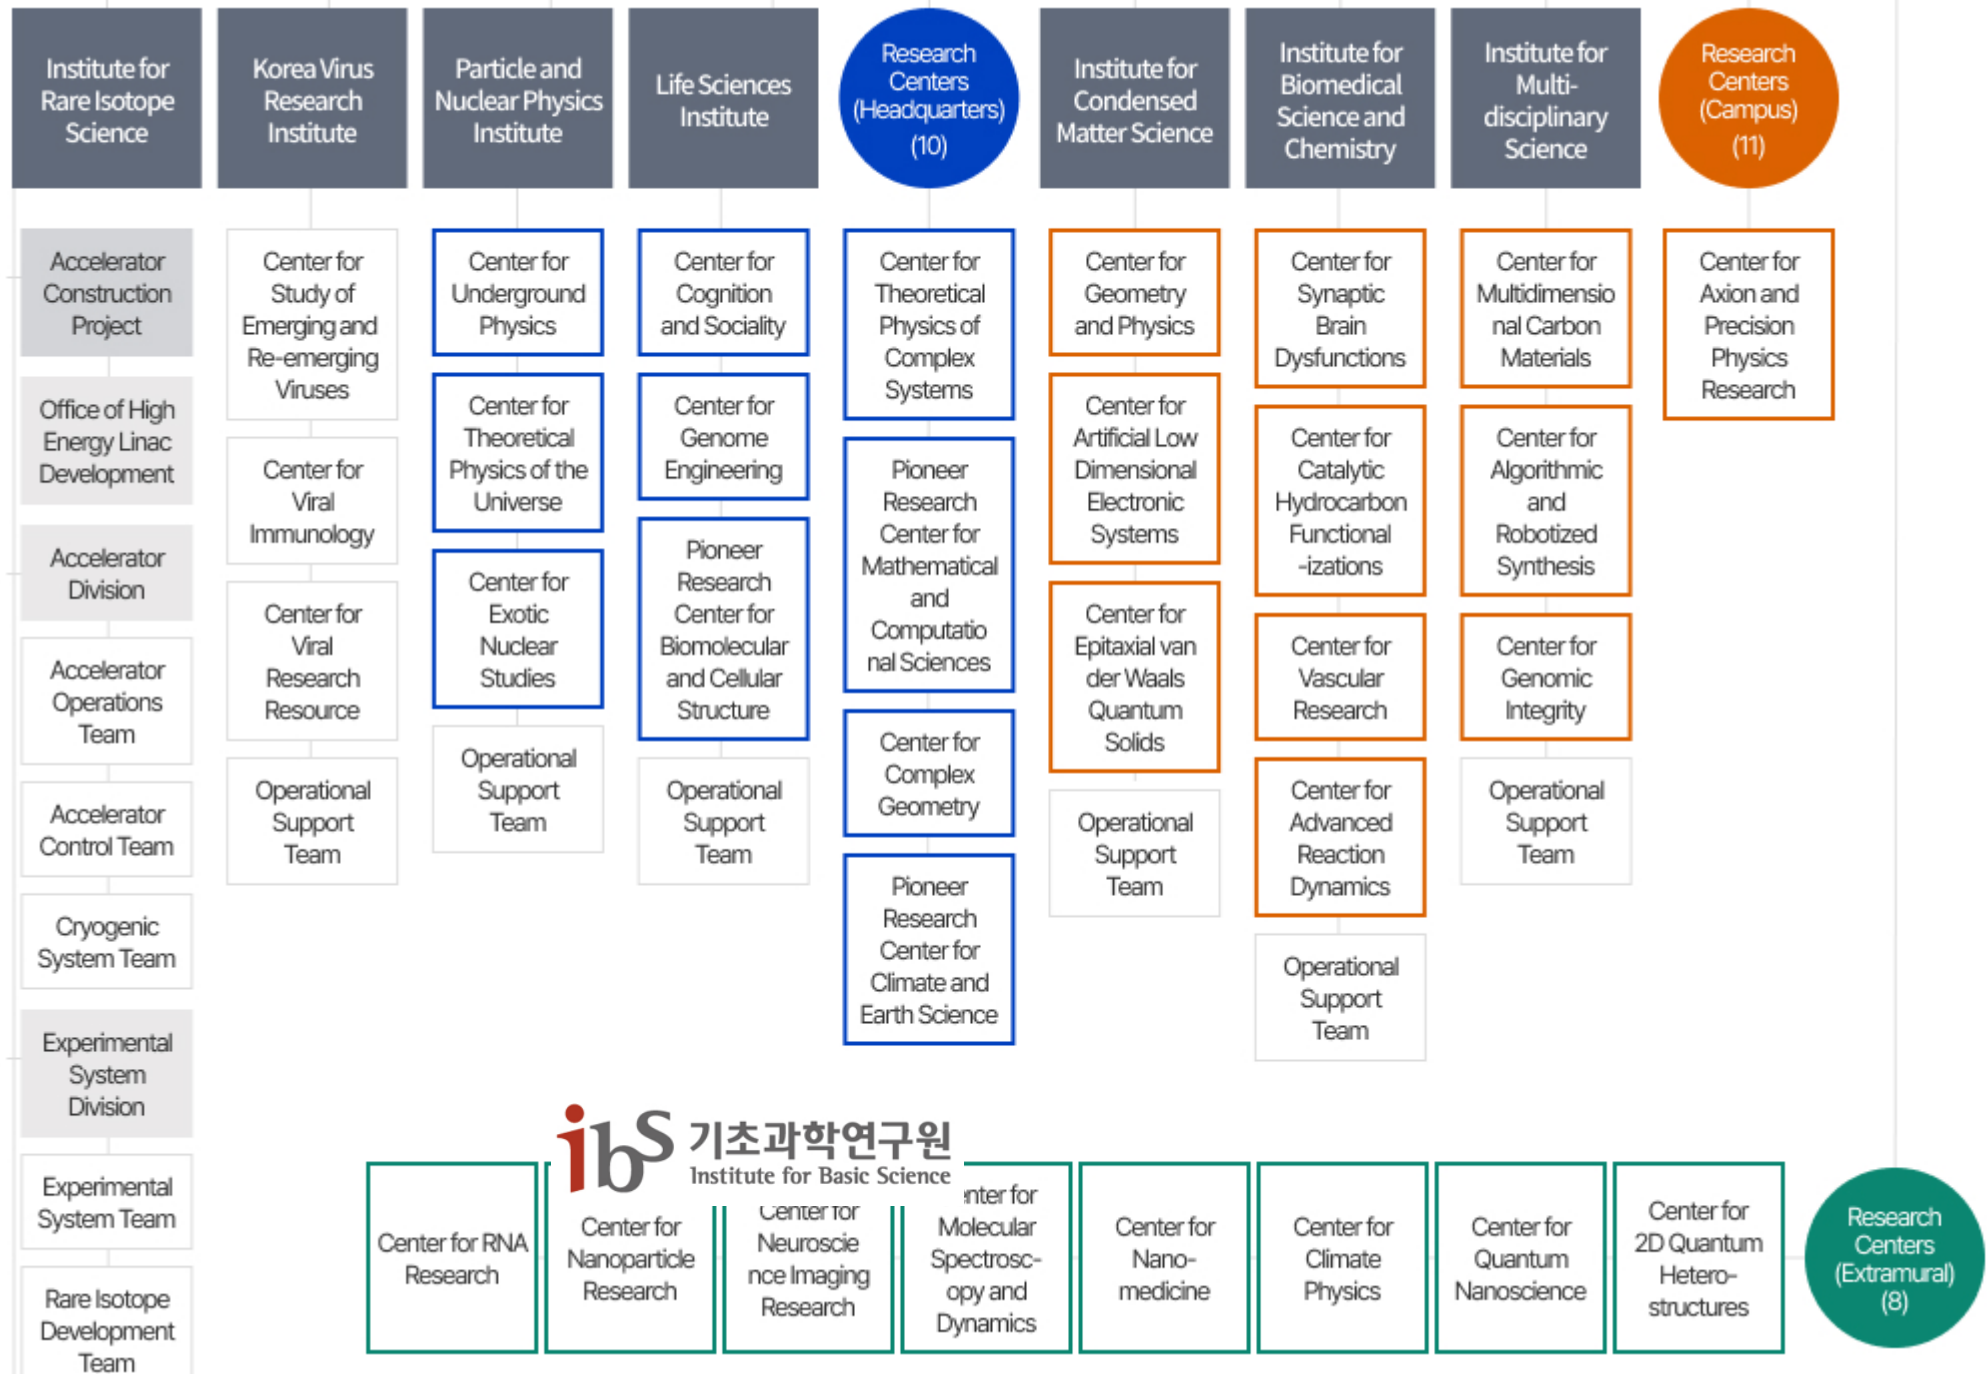 Institute for
Rare Isotope
Science
Korea Virus
Research
Institute
Particle and
Nuclear Physics
Institute
Life Sciences
Institute
Research
Centers
(Headquarters)
(10)
Institute for
Condensed
Matter Science
Institute for
Biomedical
Science and
Chemistry
Institute for
Multi-
disciplinary
Science
Research
Centers
(Campus)
(11)
Accelerator
Construction
Project
Office of High
Energy Linac
Development
Accelerator
Division
Accelerator
Operations
Team
Accelerator
Control Team
Cryogenic
System Team
Experimental
System
Division
Experimental
System Team
Rare Isotope
Development
Team
Center for
Study of
Emerging and
Re-emerging
Viruses
Center for
Viral
Immunology
Center for
Viral
Research
Resource
Operational
Support
Team
Center for
Underground
Physics
Center for
Theoretical
Physics of the
Universe
Center for
Exotic
Nuclear
Studies
Operational
Support
Team
Center for
Cognition
and Sociality
Center for
Genome
Engineering
Pioneer
Research
Center for
Biomolecular
and Cellular
Structure
Operational
Support
Team
Center for
Theoretical
Physics of
Complex
Systems
Pioneer
Research
Center for
Mathematical
and
Computatio
nal Sciences
Center for
Complex
Geometry
Pioneer
Research
Center for
Climate and
Earth Science
Center for
Geometry
and Physics
Center for
Artificial Low
Dimensional
Electronic
Systems
Center for
Epitaxial van
der Waals
Quantum
Solids
Operational
Support
Team
Center for
Synaptic
Brain
Dysfunctions
Center for
Catalytic
Hydrocarbon
Functional
-izations
Center for
Vascular
Research
Center for
Advanced
Reaction
Dynamics
Operational
Support
Team
Center for
Multidimensio
nal Carbon
Materials
Center for
Algorithmic
and
Robotized
Synthesis
Center for
Genomic
Integrity
Operational
Support
Team
Center for
Axion and
Precision
Physics
Research
ibs 기초과학연구원
Institute for Basic Science
Center for RNA
Research
Center for
Nanoparticle
Research
Center for
Neuroscie
nce Imaging
Research
enter for
Molecular
Spectrosc-
opy and
Dynamics
Center for
Nano-
medicine
Center for
Climate
Physics
Center for
Quantum
Nanoscience
Center for
2D Quantum
Hetero-
structures
Research
Centers
(Extramural)
(8)